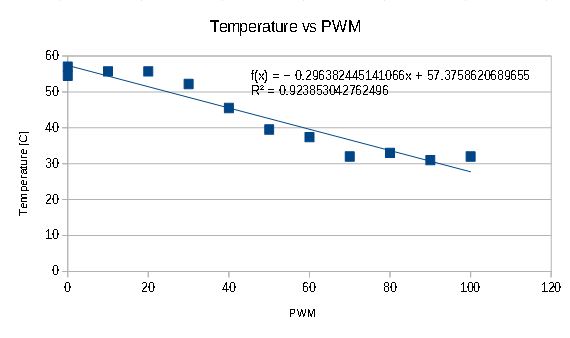 Temperature vs PWM
f(x) = − 0.296382445141066x + 57.3758620689655
R² = 0.923853042762496
60
50
40
30
20
10
0
Temperature [C]
0 20 40 60 80 100 120
PWM